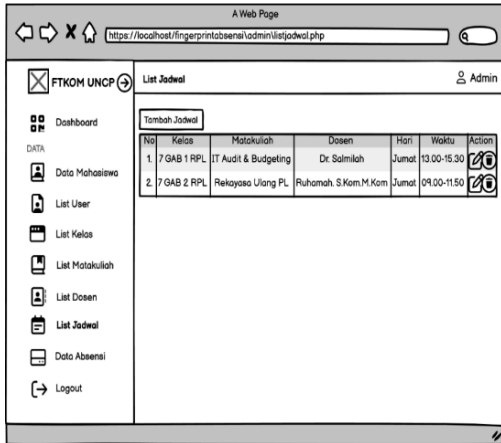 A Web Page
https://localhost/fingerprintabsensi\admin\listjadwal.php
FTKOM UNCP
List Jadwal
Admin
Dashboard
DATA
Data Mahasiswa
List User
List Kelas
List Matakuliah
List Dosen
List Jadwal
Data Absensi
Logout
Tambah Jadwal
No Kelas Matakuliah Dosen Hari Waktu Action
1. 7 GAB 1 RPL IT Audit & Budgeting Dr. Salmilah Jumat 13.00-15.30
2. 7 GAB 2 RPL Rekayasa Ulang PL Ruhamah. S.Kom.M.Kom Jumat 09.00-11.50